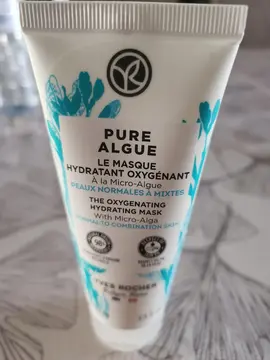 PURE
ALGUE
LE MASQUE
HYDRATANT OXYGÉNANT
À la Micro-Algue
PEAUX NORMALES À MIXTES
THE OXYGENATING
HYDRATING MASK
With Micro-Alga
NORMAL TO COMBINATION SKIN
YVES ROCHER